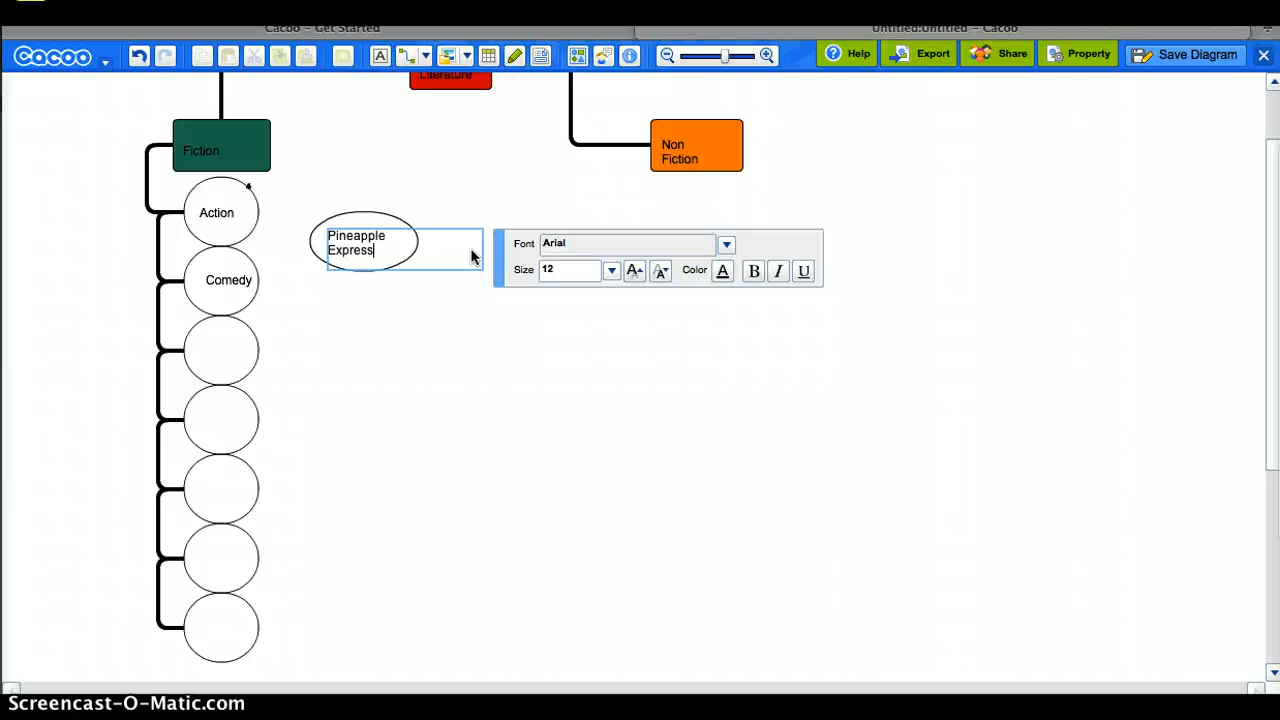 Cacoo - Get Started
Untitled:Untitled - Cacoo
Cacoo
Help
Export
Share
Property
Save Diagram
Literature
Fiction
Non
Fiction
Action
Pineapple
Express
Font
Arial
Size
12
Color
A
B
I
U
Comedy
Screencast-O-Matic.com